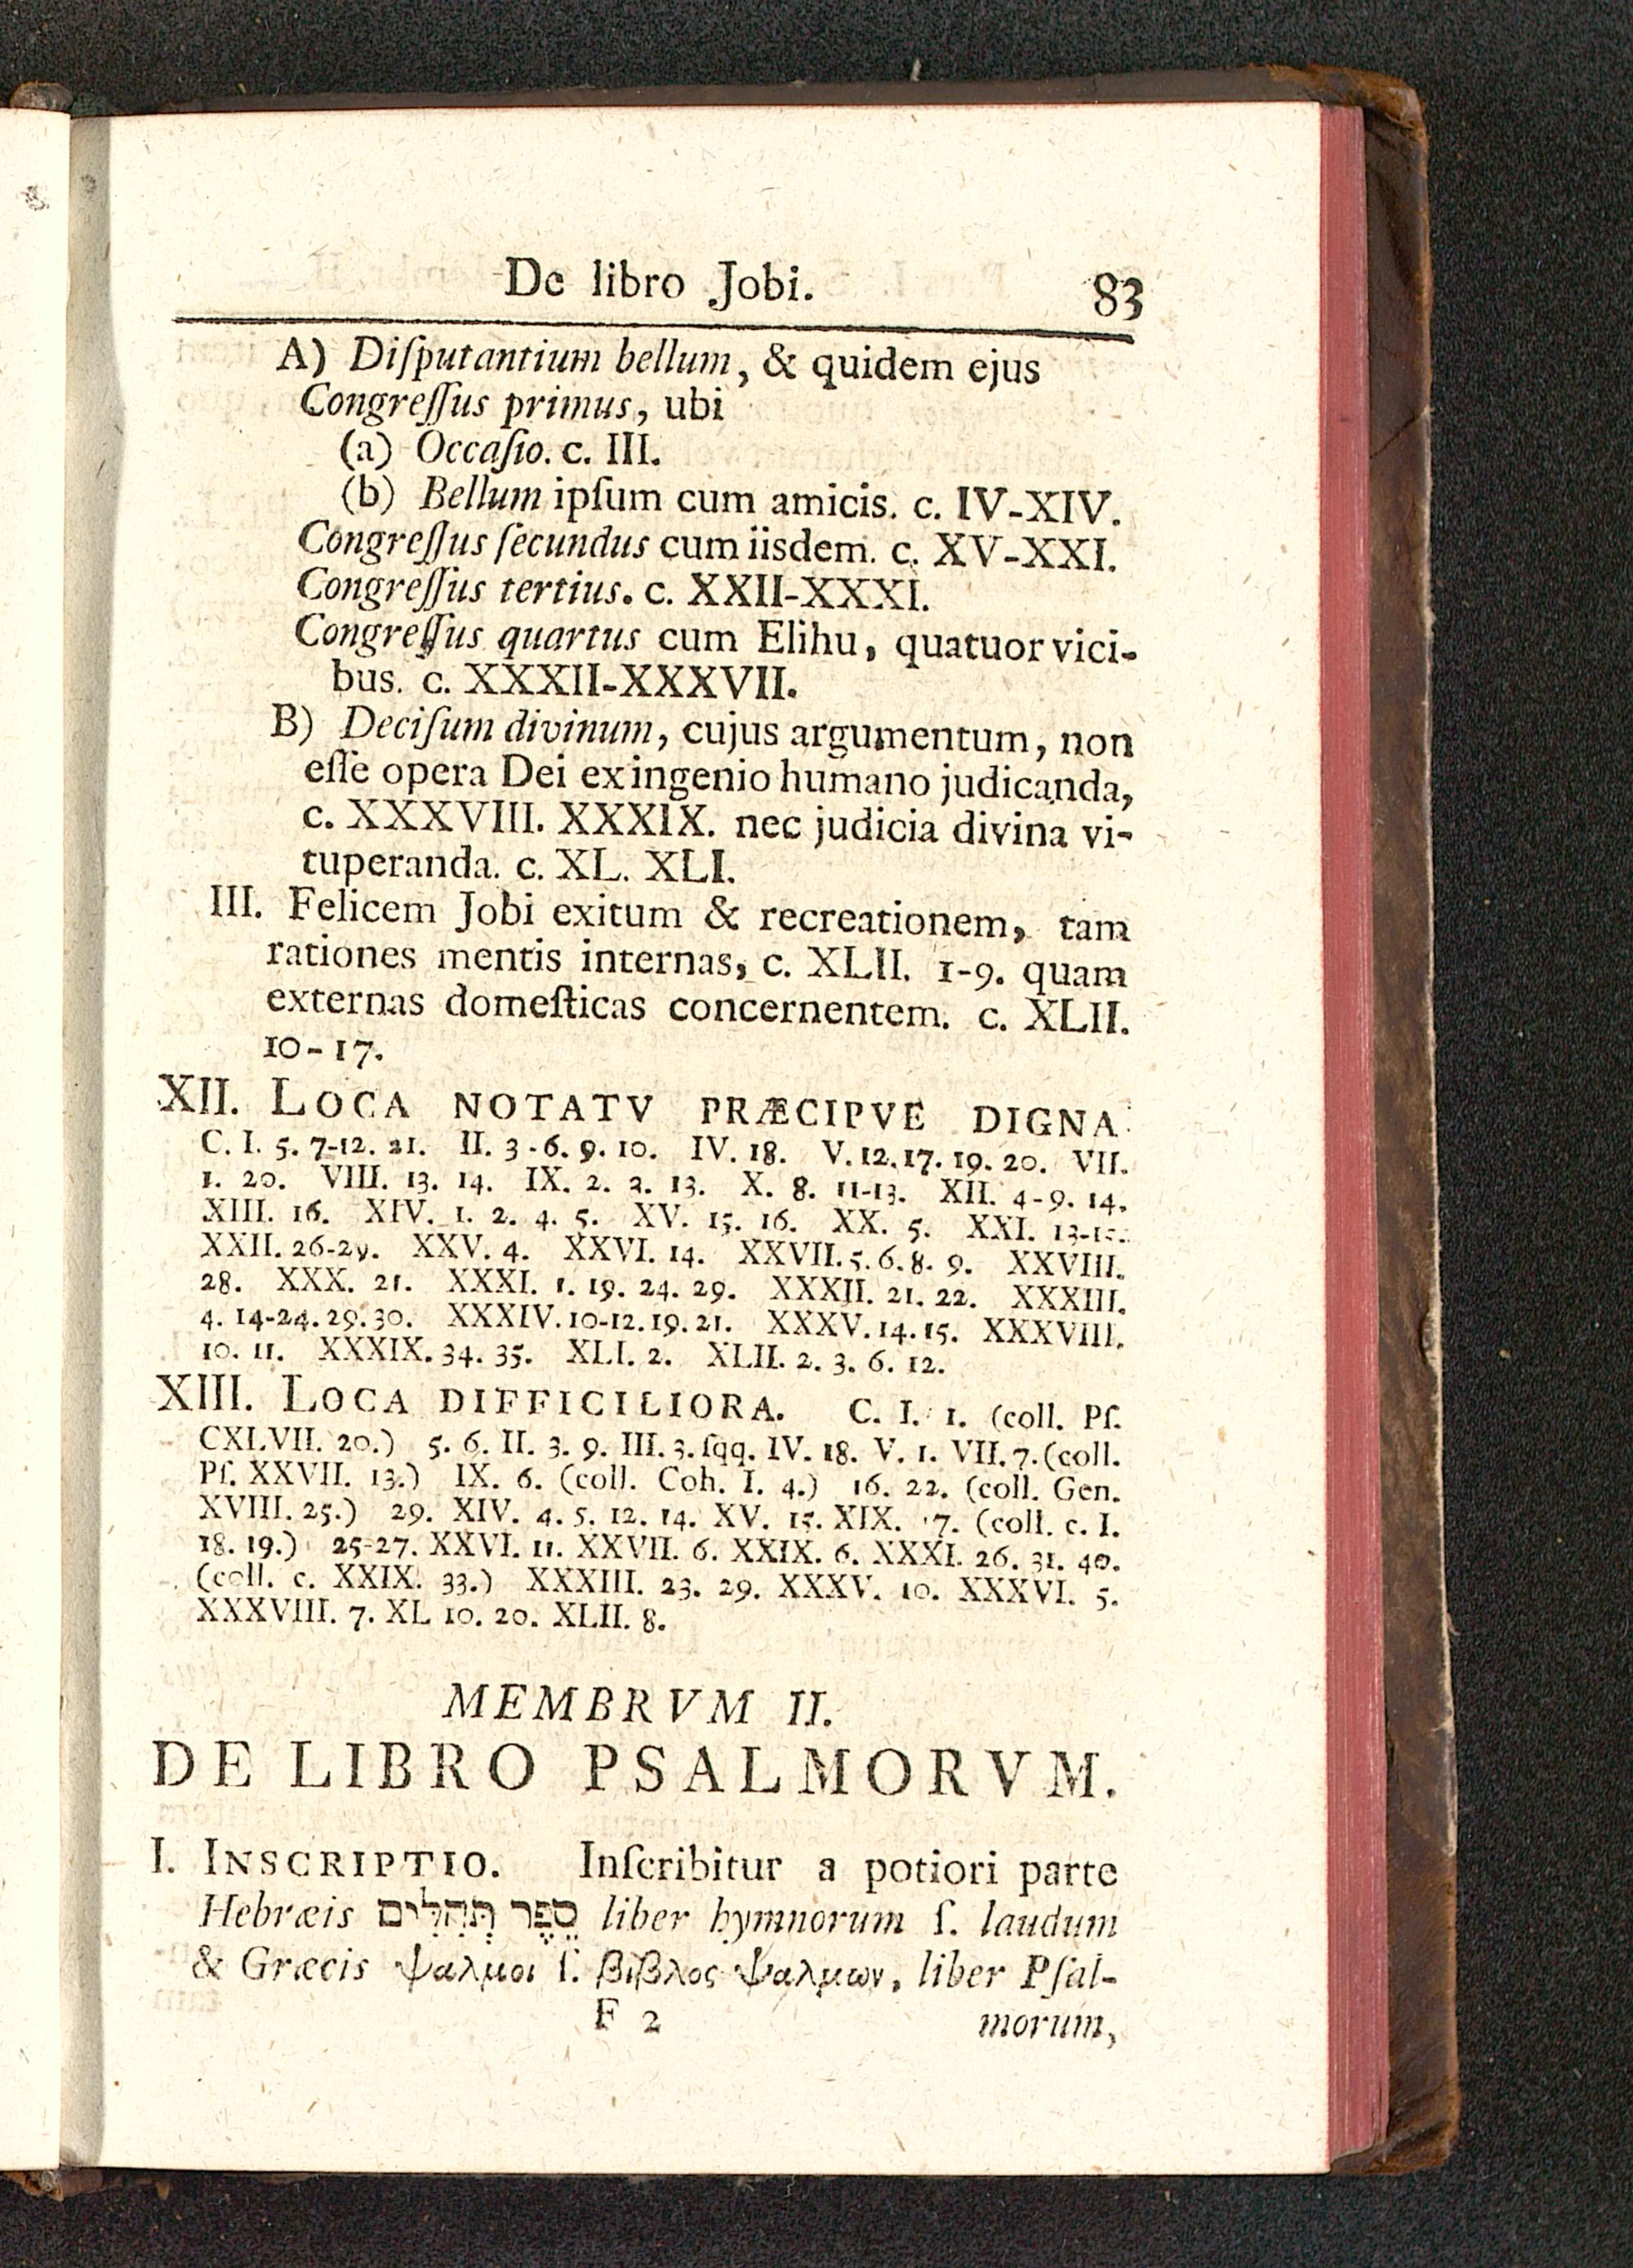 De libro Jobi. 83
A) Diſputantium bellum, & quidem ejus
Congreſſus primus, ubi
(a) Occaſio. c. III.
(b) Bellum ipſum cum amicis. c. IV-XIV.
Congreſſus ſecundus cum iisdem. c. XV-XXI.
Congreſſus tertius. c. XXII-XXXI.
Congreſſus quartus cum Elihu, quatuor vici-
bus. c. XXXII-XXXVII.
B) Deciſum divinum, cujus argumentum, non
eſſe opera Dei ex ingenio humano judicanda,
c. XXXVIII. XXXIX. nec judicia divina vi-
tuperanda. c. XL. XLI.
III. Felicem Jobi exitum & recreationem, tam
rationes mentis internas, c. XLII. 1-9. quam
externas domeſticas concernentem. c. XLII.
10-17.
XII. LOCA NOTATV PRÆCIPVE DIGNA
C. I. 5. 7-12. 21. II. 3-6. 9. 10. IV. 18. V. 12. 17. 19. 20. VII.
1. 20. VIII. 13. 14. IX. 2. 3. 13. X. 8. 11-13. XII. 4-9. 14.
XIII. 16. XIV. 1. 2. 4. 5. XV. 15. 16. XX. 5. XXI. 13-15.
XXII. 26-29. XXV. 4. XXVI. 14. XXVII. 5. 6. 8. 9. XXVIII.
28. XXX. 21. XXXI. 1. 19. 24. 29. XXXII. 21. 22. XXXIII.
4. 14-24. 29. 30. XXXIV. 10-12. 19. 21. XXXV. 14. 15. XXXVIII.
10. 11. XXXIX. 34. 35. XLI. 2. XLII. 2. 3. 6. 12.
XIII. LOCA DIFFICILIORA. C. I. 1. (coll. Pſ.
CXLVII. 20.) 5. 6. II. 3. 9. III. 3. ſqq. IV. 18. V. 1. VII. 7. (coll.
Pſ. XXVII. 13.) IX. 6. (coll. Coh. I. 4.) 16. 22. (coll. Gen.
XVIII. 25.) 29. XIV. 4. 5. 12. 14. XV. 15. XIX. 7. (coll. c. I.
18. 19.) 25-27. XXVI. 11. XXVII. 6. XXIX. 6. XXXI. 26. 31. 40.
(coll. c. XXIX. 33.) XXXIII. 23. 29. XXXV. 10. XXXVI. 5.
XXXVIII. 7. XL 10. 20. XLII. 8.
MEMBRVM II.
DE LIBRO PSALMORVM.
I. INSCRIPTIO. Inſcribitur a potiori parte
Hebræis סֵפֶר תְּהִלִּים liber hymnorum ſ. laudum
& Græcis ψαλμοι ſ. βιβλος ψαλμων, liber Pſal-
F 2 morum,